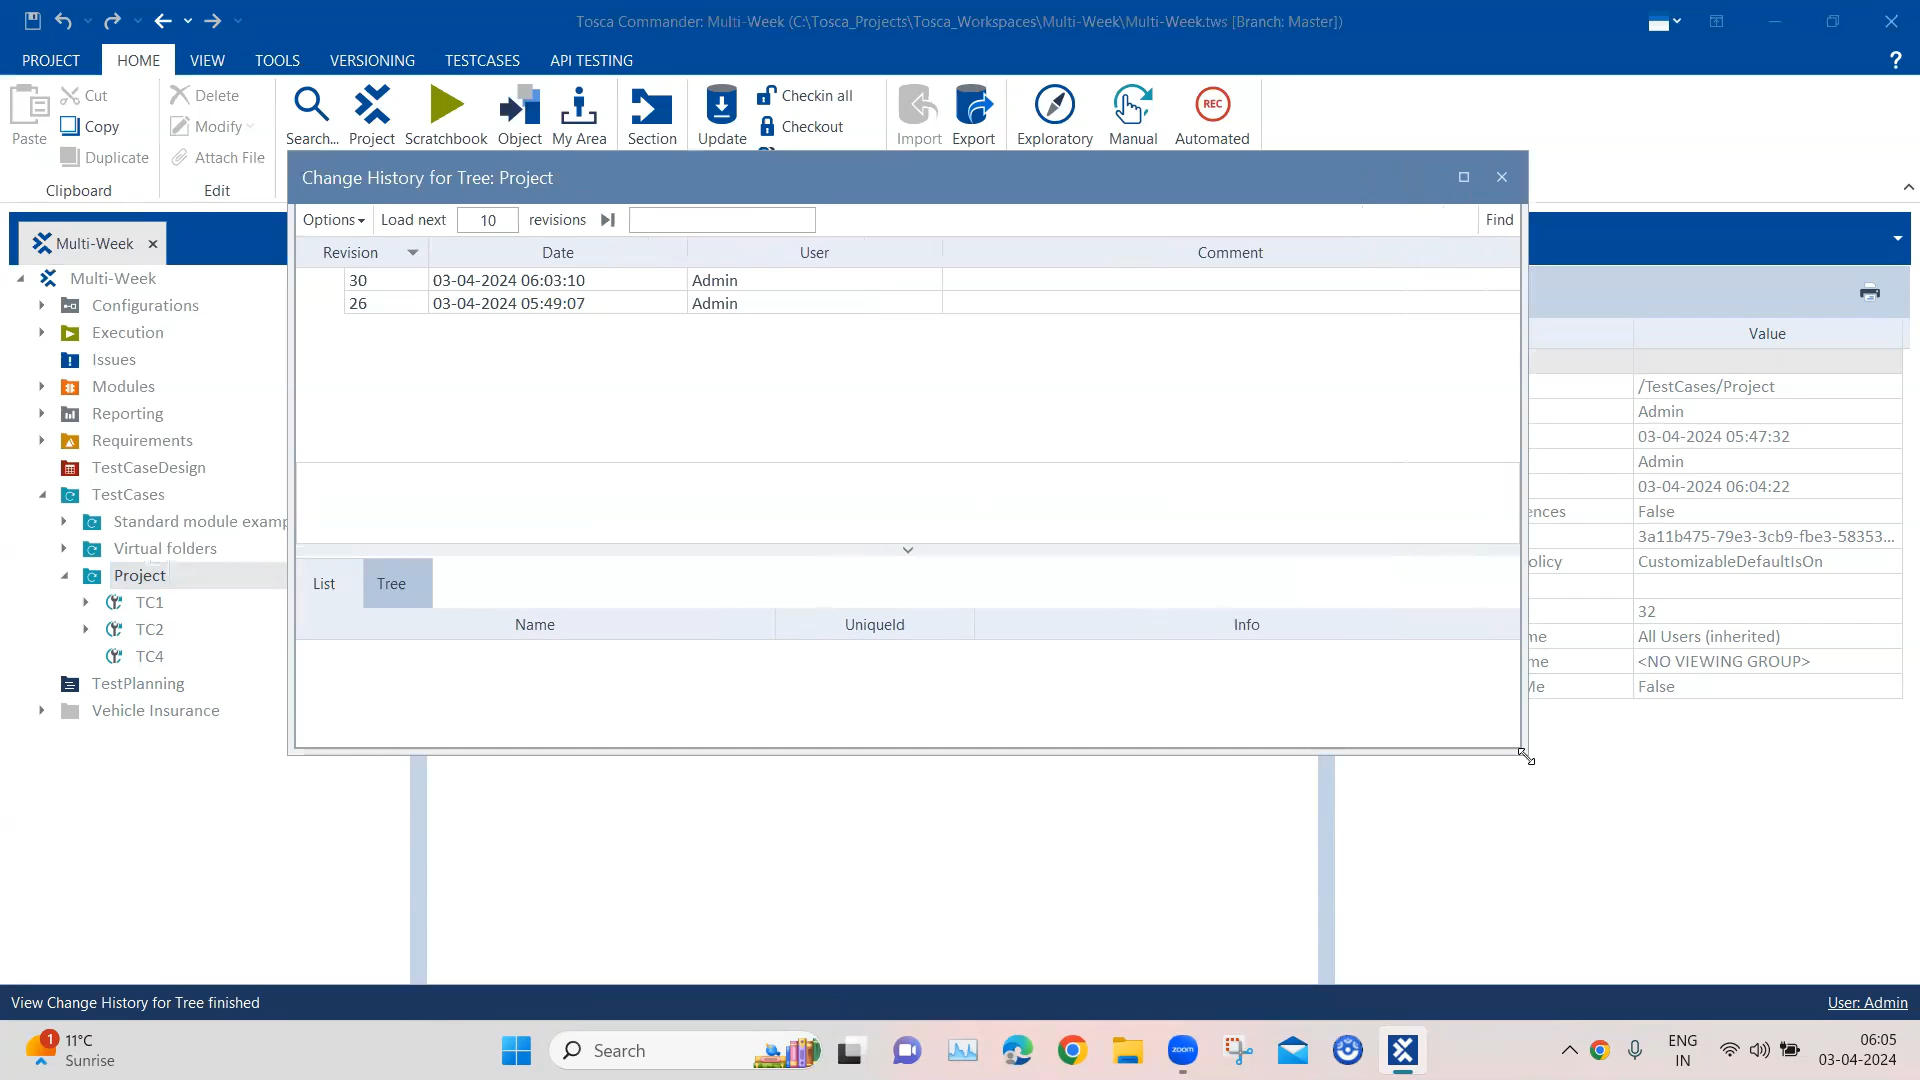 Tosca Commander: Multi-Week (C:\Tosca_Projects\Tosca_Workspaces\Multi-Week\Multi-Week.tws [Branch: Master])
PROJECT HOME VIEW TOOLS VERSIONING TESTCASES API TESTING ?
Paste
Cut
Copy
Duplicate
Clipboard
Delete
Modify
Attach File
Edit
Search...
Project
Scratchbook
Object
My Area
Section
Update
Checkin all
Checkout
Import
Export
Exploratory
Manual
REC
Automated
Multi-Week
Multi-Week
Configurations
Execution
Issues
Modules
Reporting
Requirements
TestCaseDesign
TestCases
Standard module examp
Virtual folders
Project
TC1
TC2
TC4
TestPlanning
Vehicle Insurance
Change History for Tree: Project
Options Load next 10 revisions Find
Revision Date User Comment
30 03-04-2024 06:03:10 Admin
26 03-04-2024 05:49:07 Admin
List Tree
Name UniqueId Info
Value
/TestCases/Project
Admin
03-04-2024 05:47:32
Admin
03-04-2024 06:04:22
ences False
3a11b475-79e3-3cb9-fbe3-58353...
olicy CustomizableDefaultIsOn
32
me All Users (inherited)
me <NO VIEWING GROUP>
Me False
View Change History for Tree finished
User: Admin
1
11°C
Sunrise
Search
zoom
ENG
IN
06:05
03-04-2024